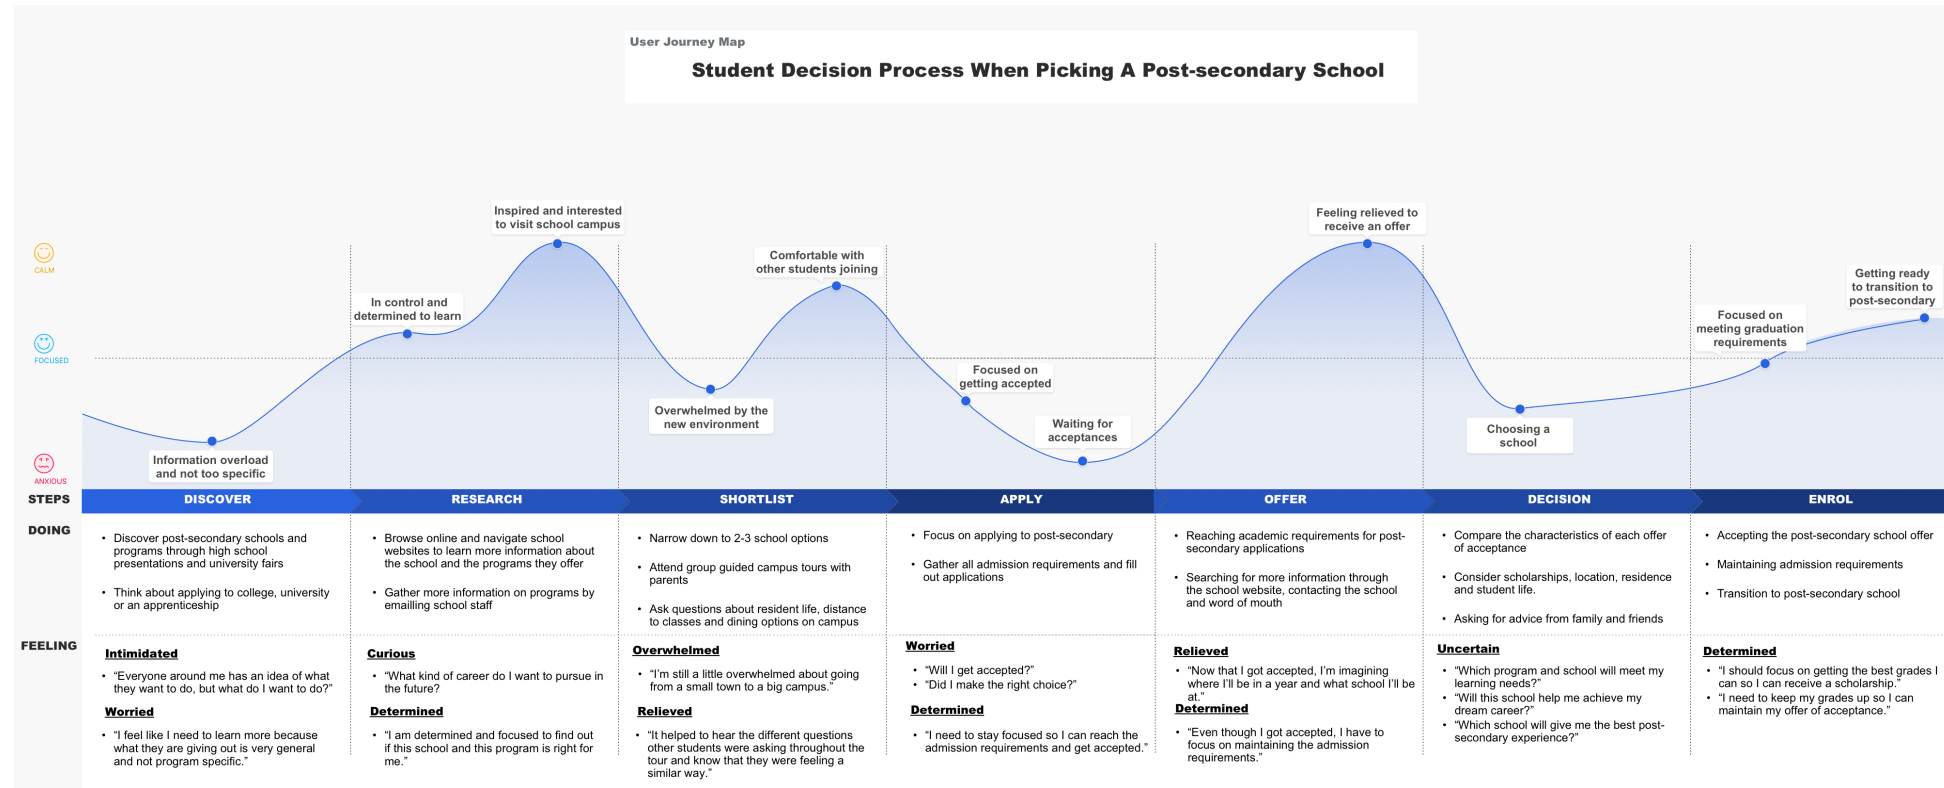 User Journey Map
Student Decision Process When Picking A Post-secondary School
Inspired and interested
to visit school campus
Feeling relieved to
receive an offer
Comfortable with
other students joining
Getting ready
to transition to
post-secondary
In control and
determined to learn
Focused on
meeting graduation
requirements
Focused on
getting accepted
Overwhelmed by the
new environment
Waiting for
acceptances
Choosing a
school
Information overload
and not too specific
CALM
FOCUSED
ANXIOUS
STEPS
DISCOVER
RESEARCH
SHORTLIST
APPLY
OFFER
DECISION
ENROL
DOING
• Discover post-secondary schools and
programs through high school
presentations and university fairs
• Think about applying to college, university
or an apprenticeship
• Browse online and navigate school
websites to learn more information about
the school and the programs they offer
• Gather more information on programs by
emailling school staff
• Narrow down to 2-3 school options
• Attend group guided campus tours with
parents
• Ask questions about resident life, distance
to classes and dining options on campus
• Focus on applying to post-secondary
• Gather all admission requirements and fill
out applications
• Reaching academic requirements for post-
secondary applications
• Searching for more information through
the school website, contacting the school
and word of mouth
• Compare the characteristics of each offer
of acceptance
• Consider scholarships, location, residence
and student life.
• Asking for advice from family and friends
• Accepting the post-secondary school offer
• Maintaining admission requirements
• Transition to post-secondary school
FEELING
Intimidated
• “Everyone around me has an idea of what
they want to do, but what do I want to do?”
Worried
• “I feel like I need to learn more because
what they are giving out is very general
and not program specific.”
Curious
• “What kind of career do I want to pursue in
the future?
Determined
• “I am determined and focused to find out
if this school and this program is right for
me.”
Overwhelmed
• “I’m still a little overwhelmed about going
from a small town to a big campus.”
Relieved
• “It helped to hear the different questions
other students were asking throughout the
tour and know that they were feeling a
similar way.”
Worried
• “Will I get accepted?”
• “Did I make the right choice?”
Determined
• “I need to stay focused so I can reach the
admission requirements and get accepted.”
Relieved
• “Now that I got accepted, I’m imagining
where I’ll be in a year and what school I’ll be
at.”
Determined
• “Even though I got accepted, I have to
focus on maintaining the admission
requirements.”
Uncertain
• “Which program and school will meet my
learning needs?”
• “Will this school help me achieve my
dream career?”
• “Which school will give me the best post-
secondary experience?”
Determined
• “I should focus on getting the best grades I
can so I can receive a scholarship.”
• “I need to keep my grades up so I can
maintain my offer of acceptance.”